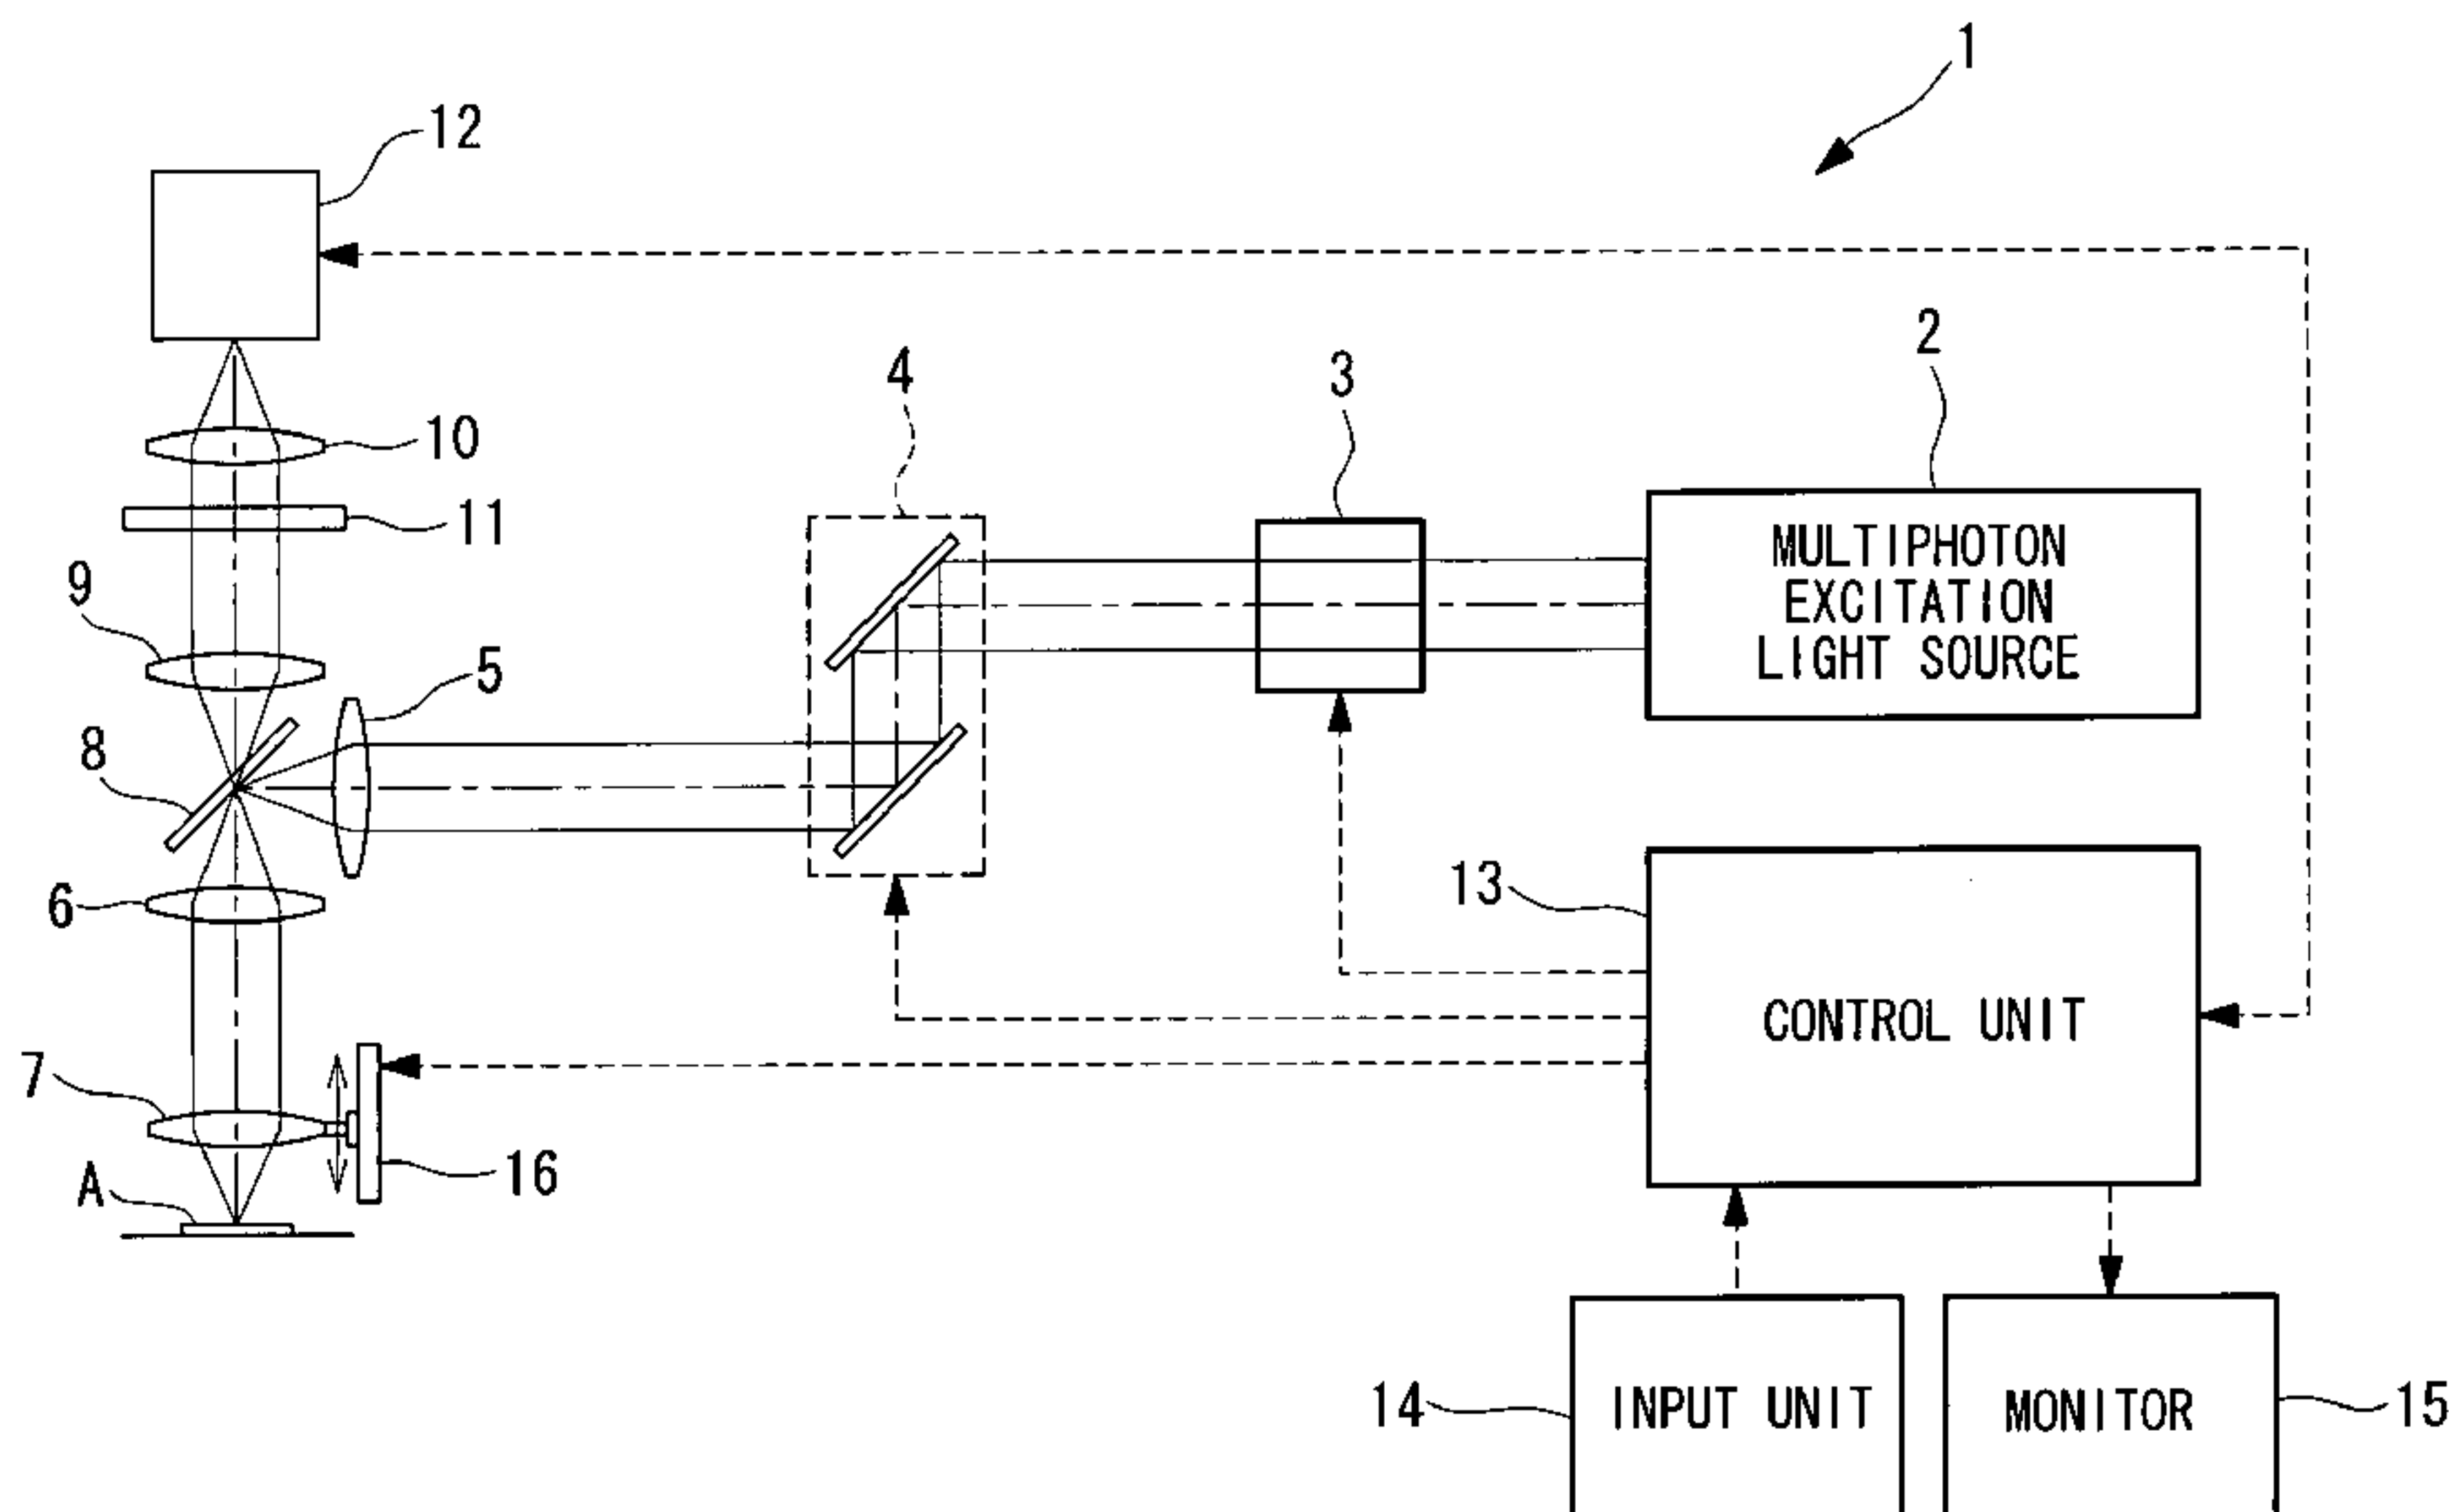 1
12
2
3
4
10
MULTIPHOTON
EXCITATION
LIGHT SOURCE
11
9
5
8
13
6
CONTROL UNIT
7
16
A
14
INPUT UNIT
MONITOR
15